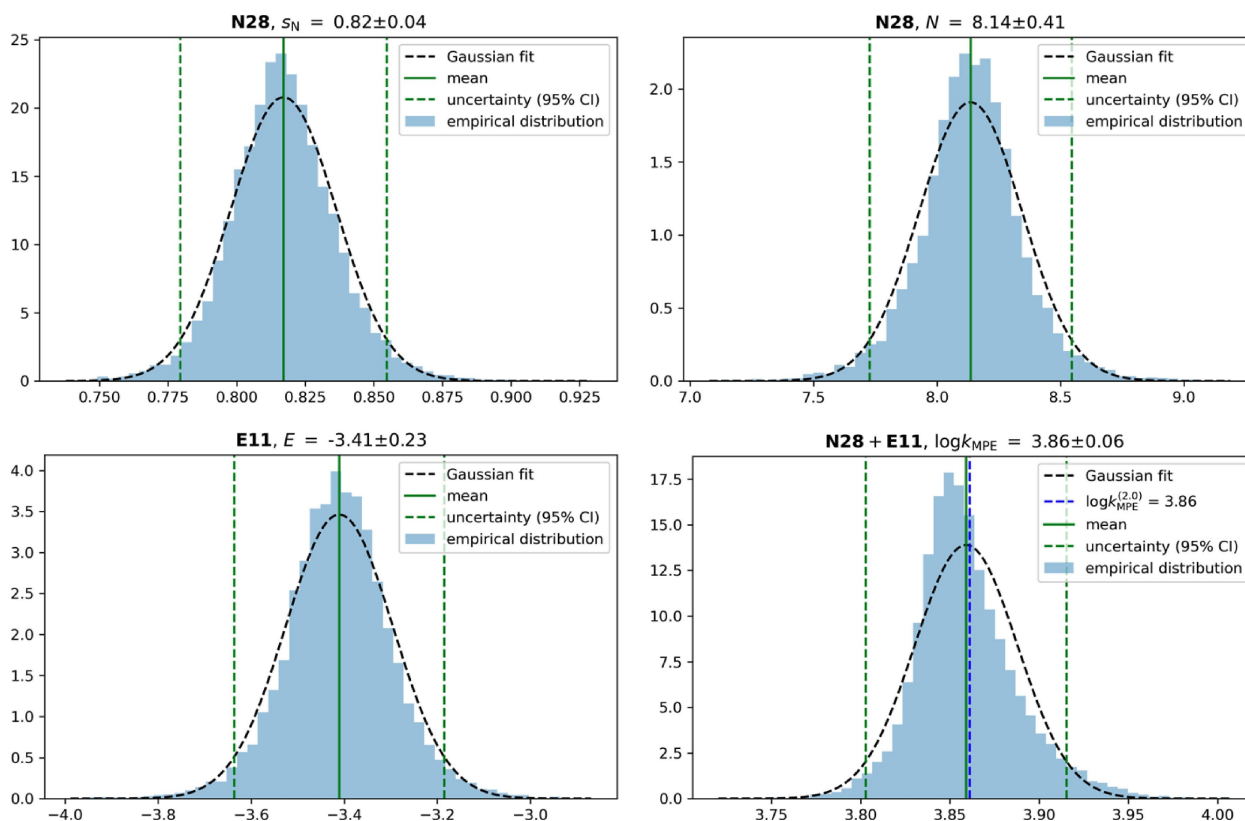 N28, sN = 0.82±0.04
25
20
15
10
5
0
0.775 0.750 0.800 0.825 0.850 0.875 0.900 0.925
Gaussian fit
mean
uncertainty (95% CI)
empirical distribution
N28, N = 8.14±0.41
2.0
1.5
1.0
0.5
0.0
7.0 7.5 8.0 8.5 9.0
Gaussian fit
mean
uncertainty (95% CI)
empirical distribution
E11, E = -3.41±0.23
4.0
3.5
3.0
2.5
2.0
1.5
1.0
0.5
0.0
−4.0 −3.8 −3.6 −3.4 −3.2 −3.0
Gaussian fit
mean
uncertainty (95% CI)
empirical distribution
N28 + E11, logkMPE = 3.86±0.06
17.5
15.0
12.5
10.0
7.5
5.0
2.5
0.0
3.75 3.80 3.85 3.90 3.95 4.00
Gaussian fit
logk(2.0)MPE = 3.86
mean
uncertainty (95% CI)
empirical distribution